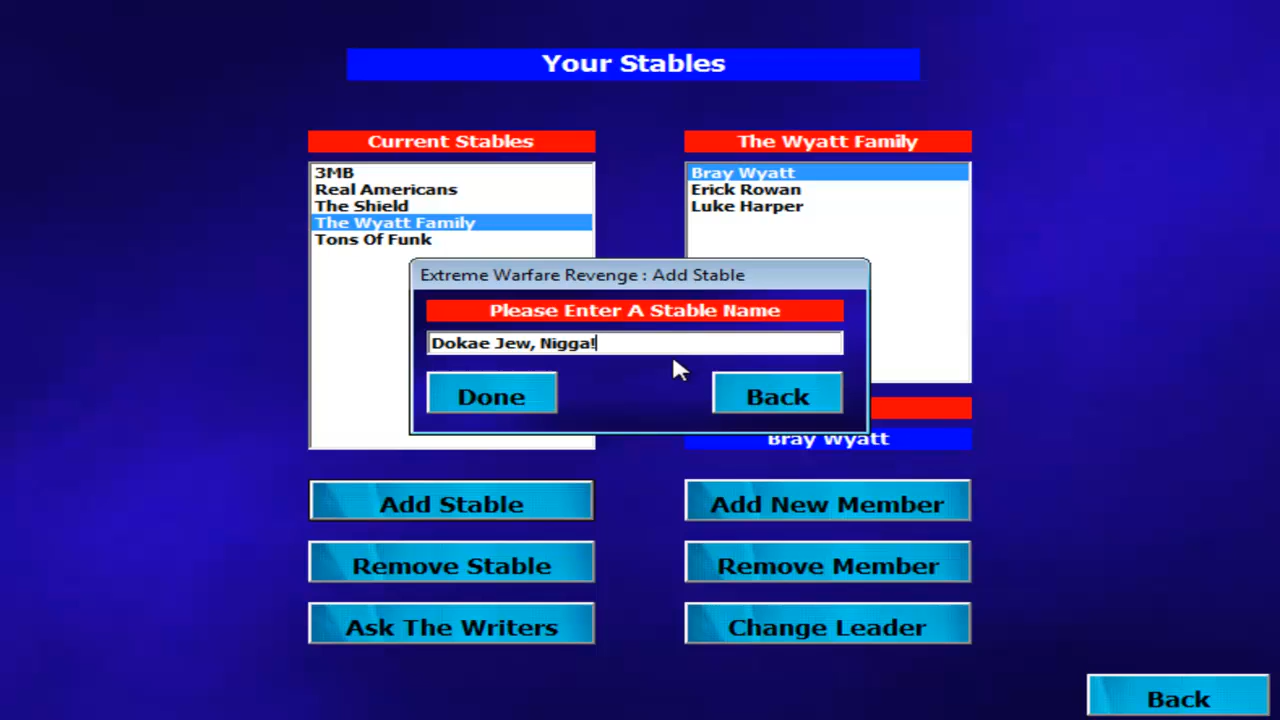 Your Stables
Current Stables
3MB
Real Americans
The Shield
The Wyatt Family
Tons Of Funk
The Wyatt Family
Bray Wyatt
Erick Rowan
Luke Harper
Extreme Warfare Revenge : Add Stable
Please Enter A Stable Name
Dokae Jew, Nigga!
Done
Back
Bray Wyatt
Add Stable
Add New Member
Remove Stable
Remove Member
Ask The Writers
Change Leader
Back